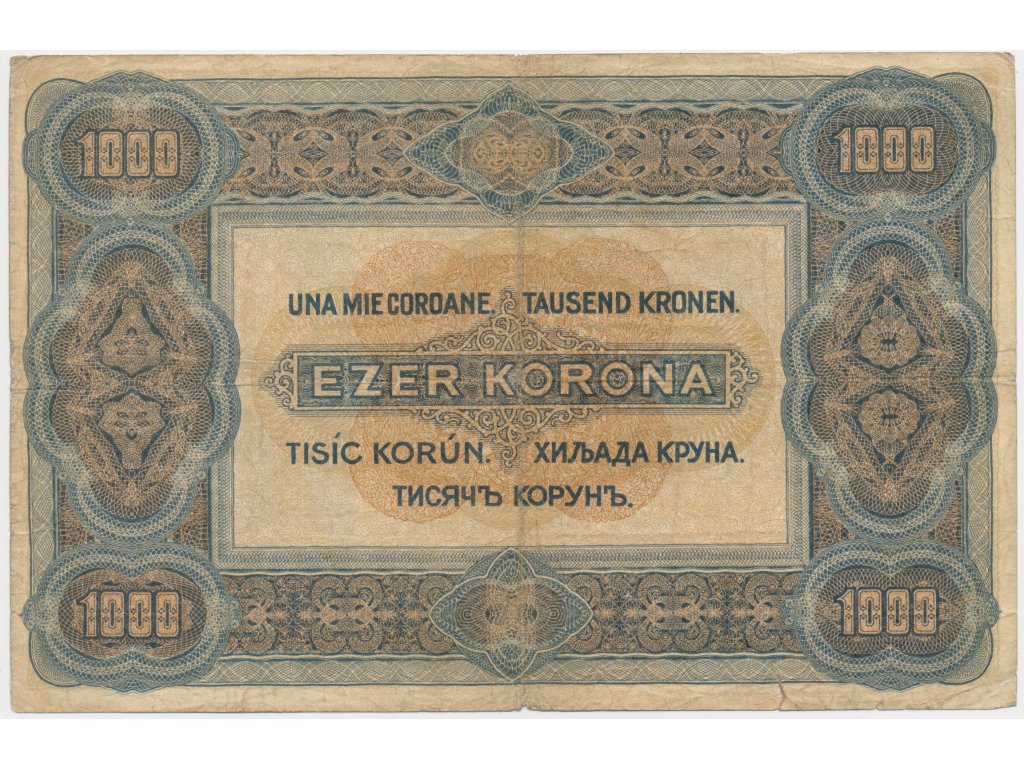 1000 1000
UNA MIE COROANE. TAUSEND KRONEN.
EZER KORONA
TISÍC KORÚN. ХИЉАДА КРУНА.
ТИСЯЧЪ КОРУНЪ.
1000 1000